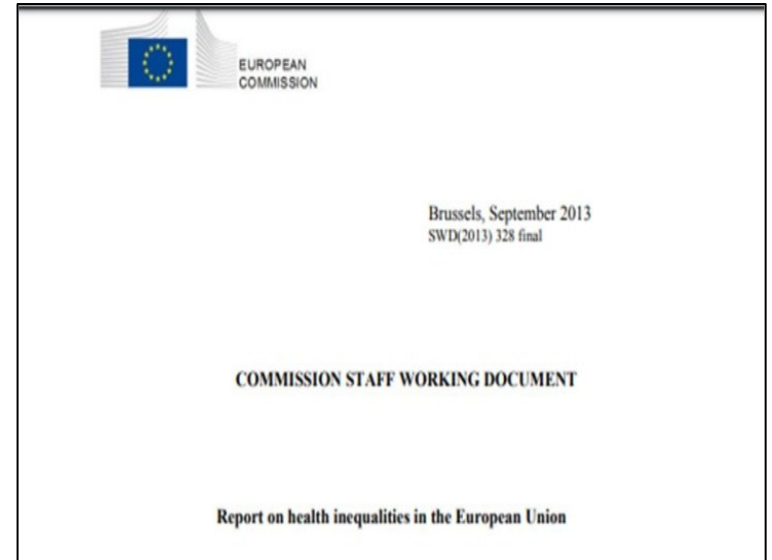 EUROPEAN
COMMISSION
Brussels, September 2013
SWD(2013) 328 final
COMMISSION STAFF WORKING DOCUMENT
Report on health inequalities in the European Union